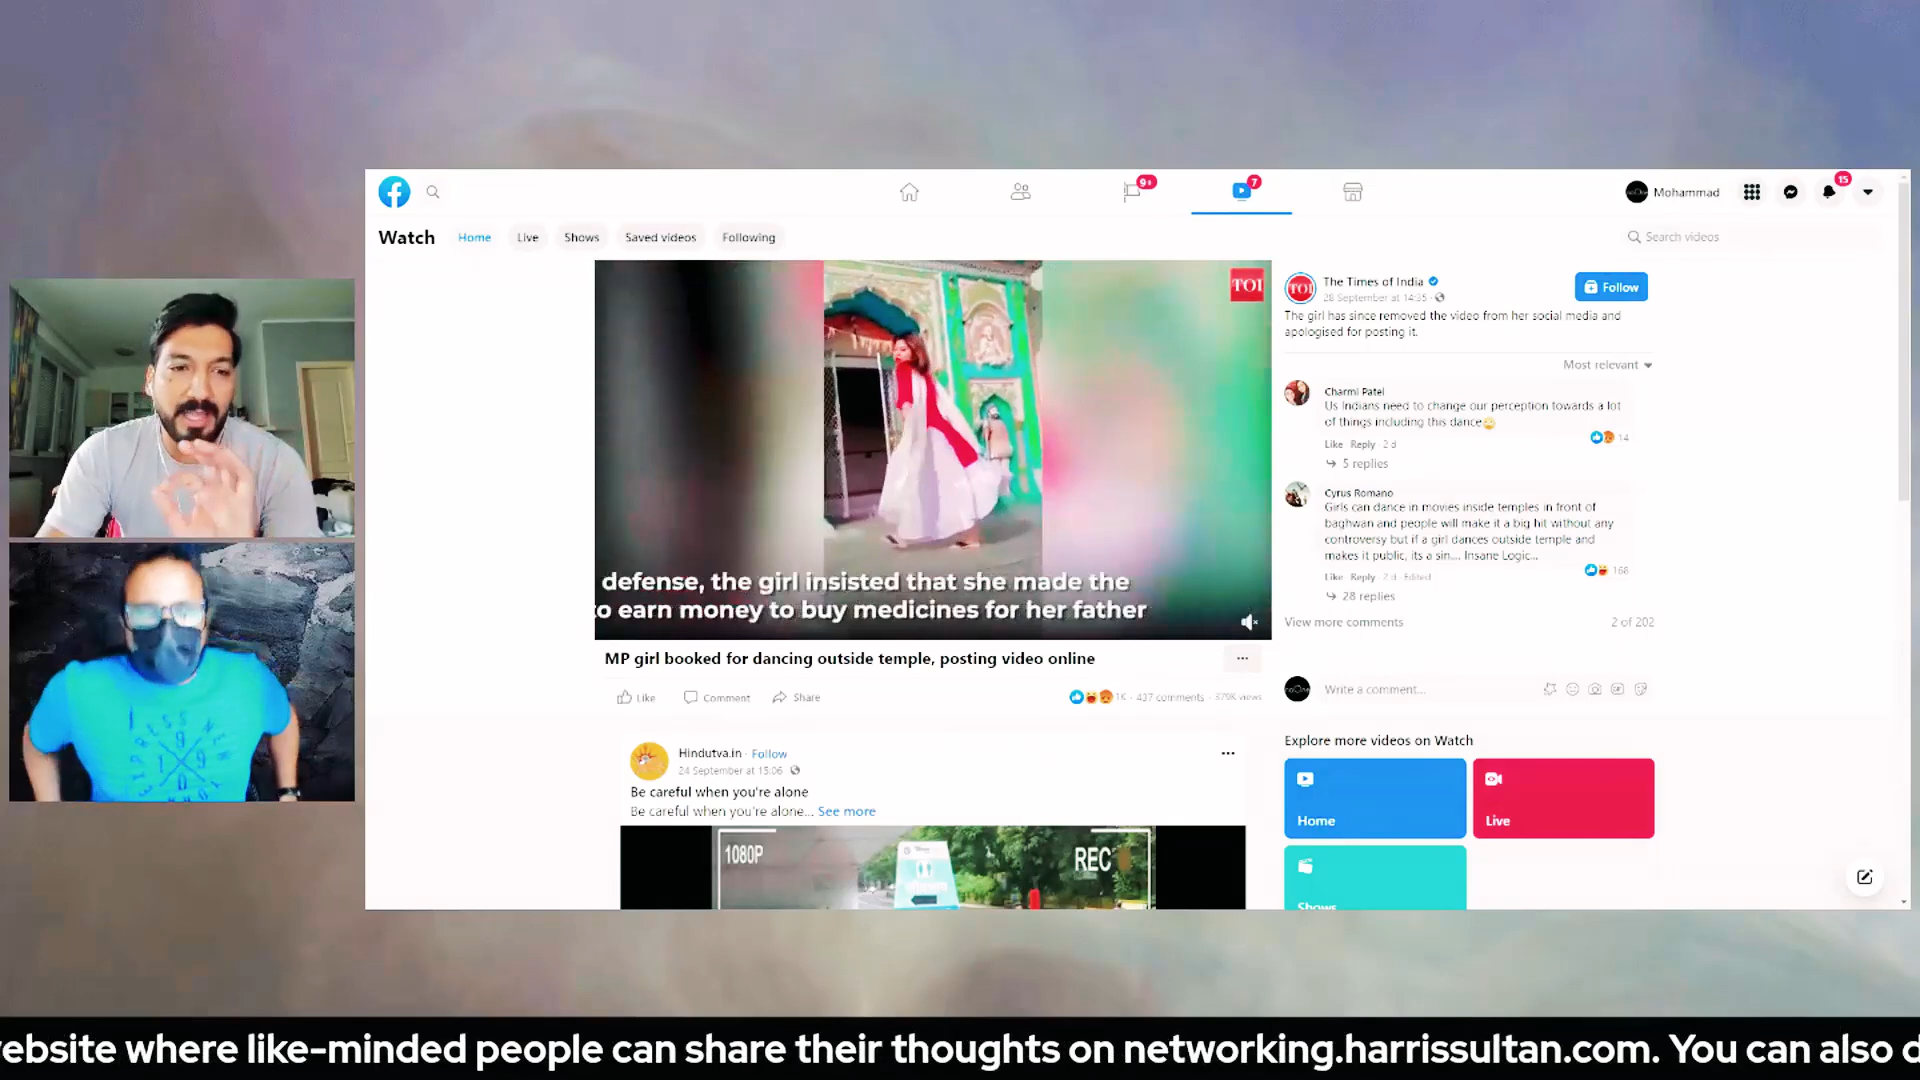 Mohammad
9+
7
15
Watch
Home
Live
Shows
Saved videos
Following
Search videos
TOI
defense, the girl insisted that she made the
to earn money to buy medicines for her father
MP girl booked for dancing outside temple, posting video online
Like
Comment
Share
1K · 437 comments · 379K views
TOI
The Times of India
Follow
28 September at 14:35
The girl has since removed the video from her social media and
apologised for posting it.
Most relevant
Charmi Patel
Us Indians need to change our perception towards a lot
of things including this dance
Like Reply 2 d
14
5 replies
Cyrus Romano
Girls can dance in movies inside temples in front of
baghwan and people will make it a big hit without any
controversy but if a girl dances outside temple and
makes it public, its a sin.... Insane Logic...
Like Reply 2 d · Edited
168
28 replies
View more comments
2 of 202
Write a comment...
Hindutva.in · Follow
24 September at 15:06
Be careful when you're alone
Be careful when you're alone... See more
1080P
REC
Explore more videos on Watch
Home
Live
Shows
ebsite where like-minded people can share their thoughts on networking.harrissultan.com. You can also d